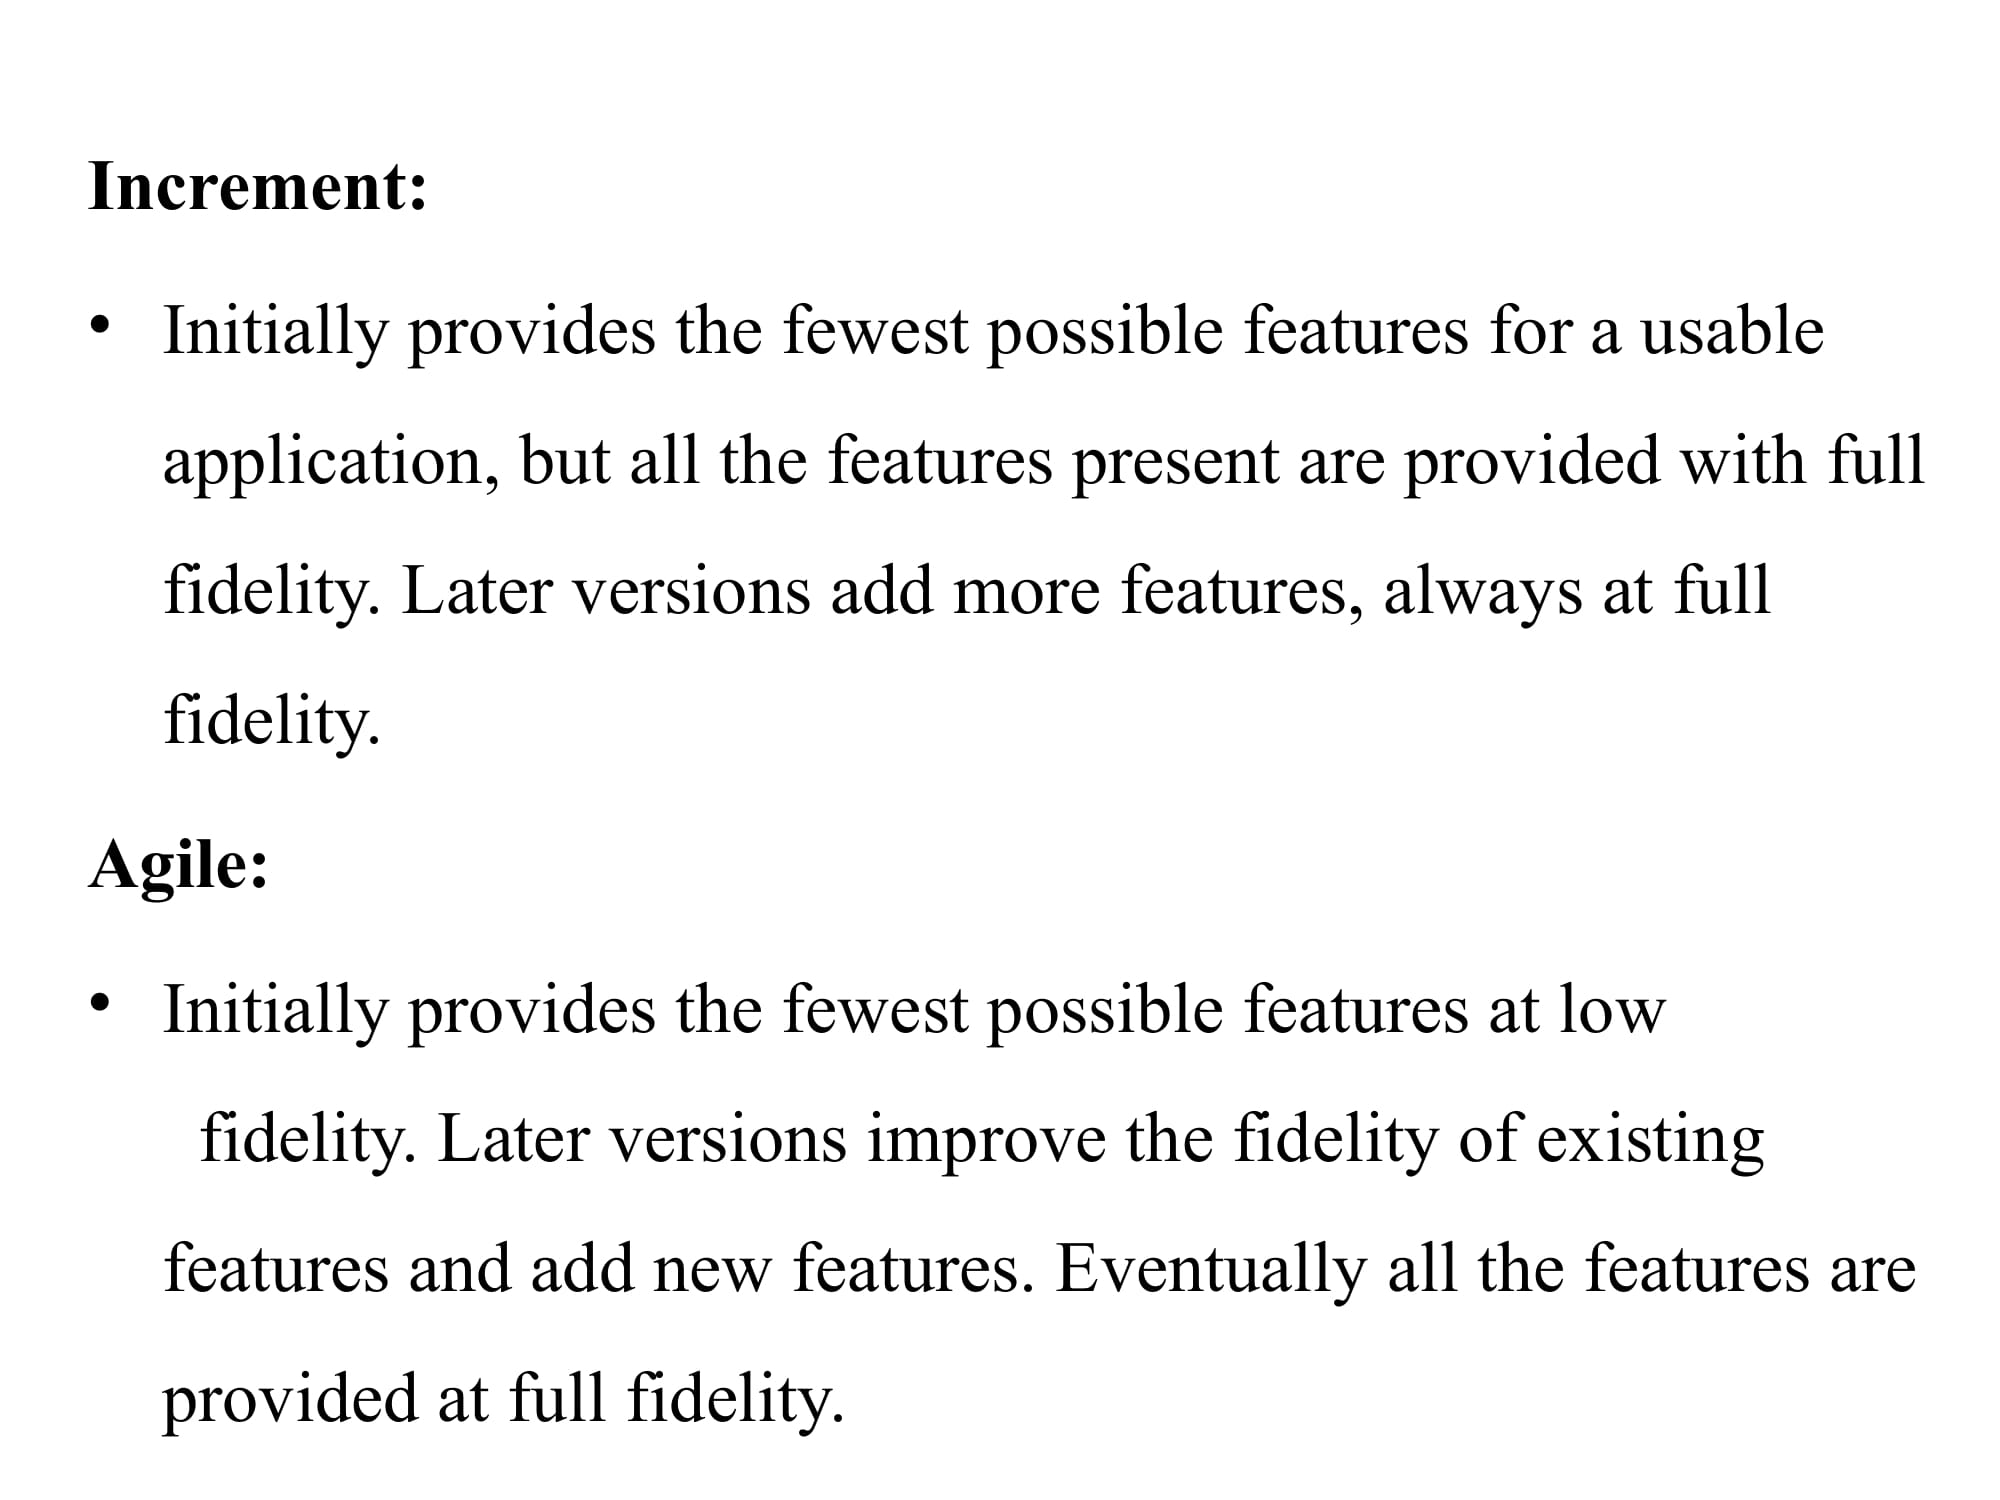 Increment:
• Initially provides the fewest possible features for a usable
application, but all the features present are provided with full
fidelity. Later versions add more features, always at full
fidelity.
Agile:
• Initially provides the fewest possible features at low
fidelity. Later versions improve the fidelity of existing
features and add new features. Eventually all the features are
provided at full fidelity.